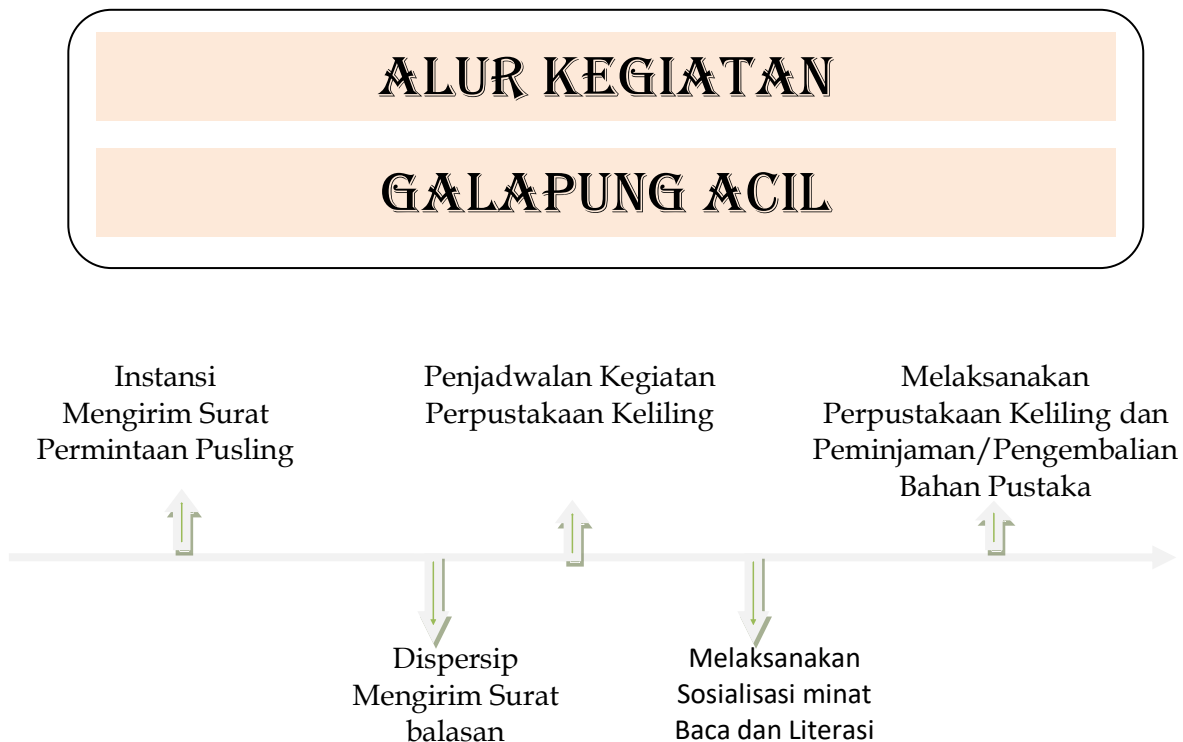 ALUR KEGIATAN
GALAPUNG ACIL
Instansi
Mengirim Surat
Permintaan Pusling
Dispersip
Mengirim Surat
balasan
Penjadwalan Kegiatan
Perpustakaan Keliling
Melaksanakan
Sosialisasi minat
Baca dan Literasi
Melaksanakan
Perpustakaan Keliling dan
Peminjaman/Pengembalian
Bahan Pustaka